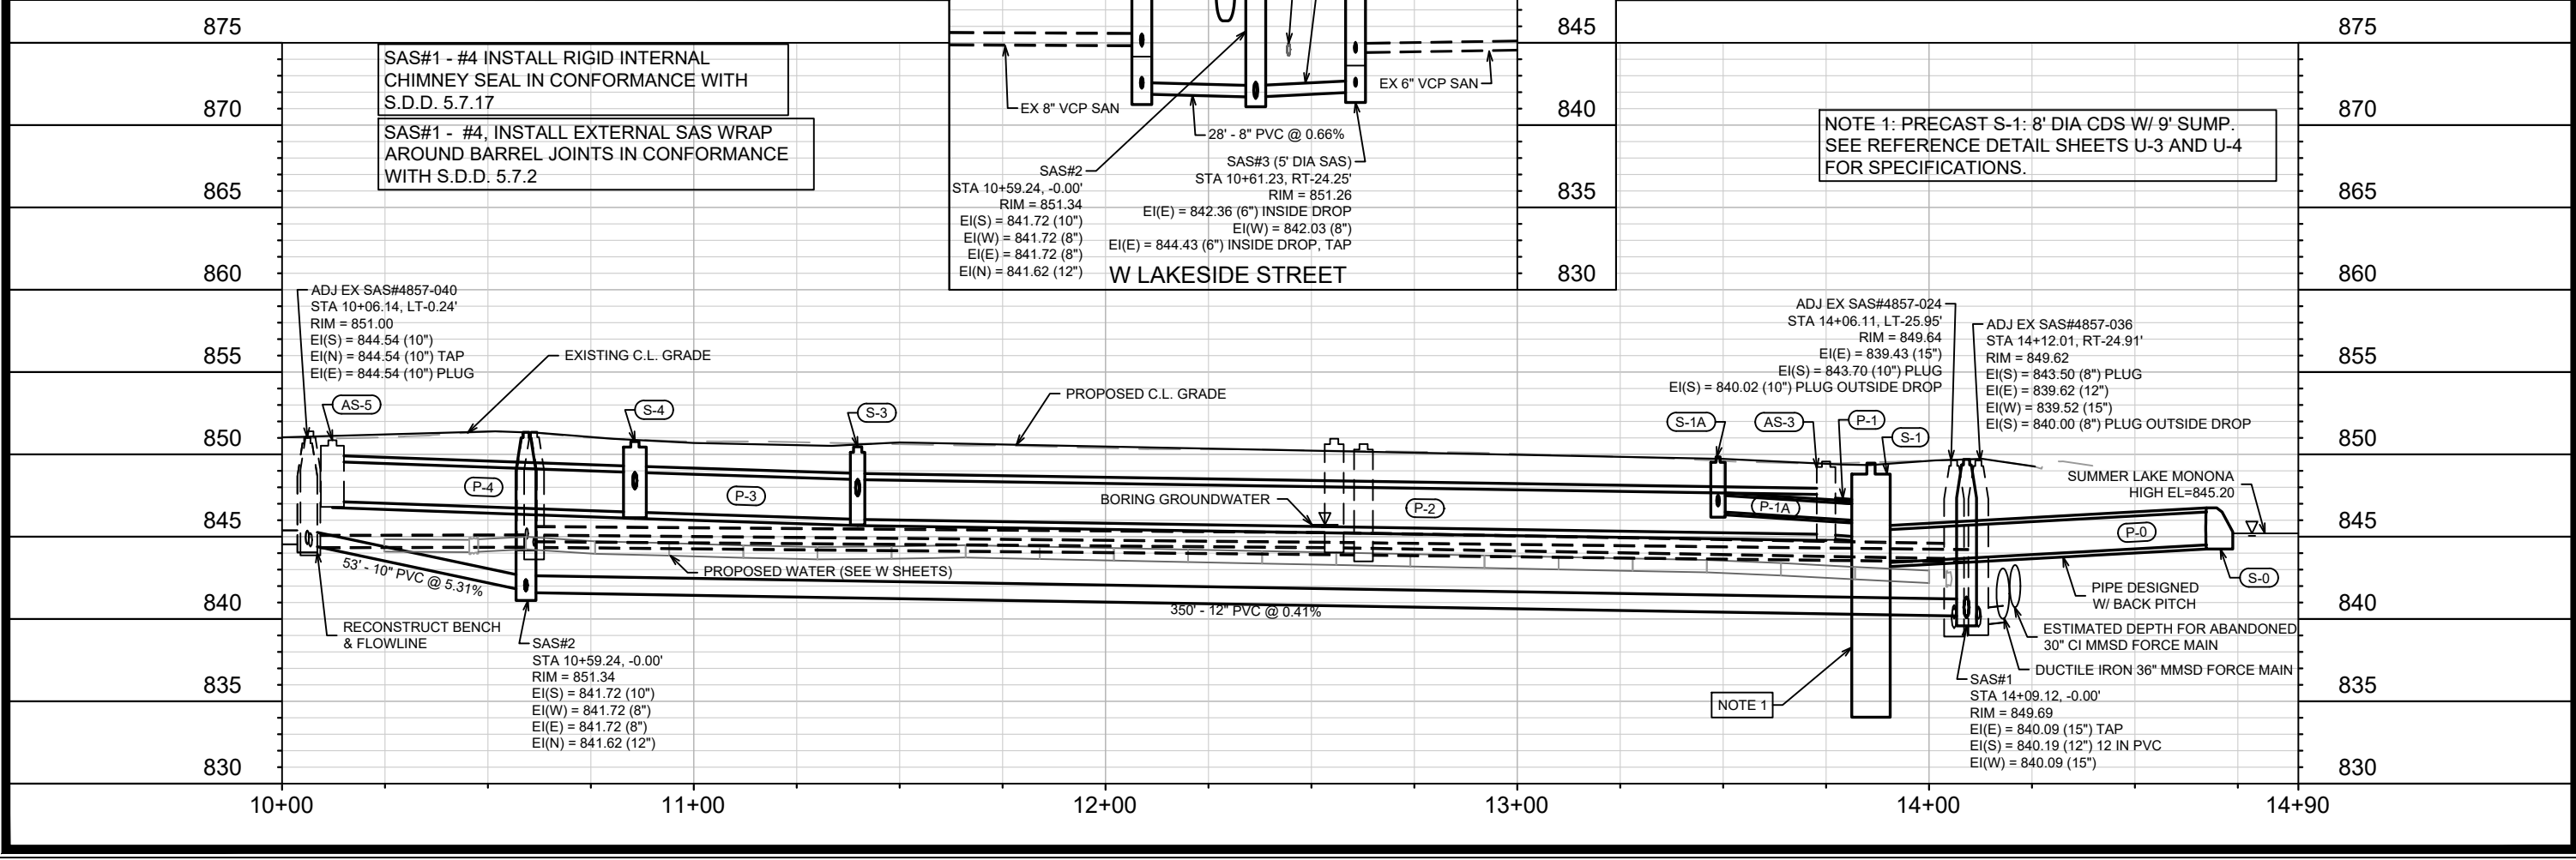 875
845
875
SAS#1 - #4 INSTALL RIGID INTERNAL
CHIMNEY SEAL IN CONFORMANCE WITH
S.D.D. 5.7.17
EX 8" VCP SAN
EX 6" VCP SAN
870
840
870
SAS#1 - #4, INSTALL EXTERNAL SAS WRAP
AROUND BARREL JOINTS IN CONFORMANCE
WITH S.D.D. 5.7.2
28' - 8" PVC @ 0.66%
NOTE 1: PRECAST S-1: 8' DIA CDS W/ 9' SUMP.
SEE REFERENCE DETAIL SHEETS U-3 AND U-4
FOR SPECIFICATIONS.
865
835
865
SAS#2
STA 10+59.24, -0.00'
RIM = 851.34
EI(S) = 841.72 (10")
EI(W) = 841.72 (8")
EI(E) = 841.72 (8")
EI(N) = 841.62 (12")
SAS#3 (5' DIA SAS)
STA 10+61.23, RT-24.25'
RIM = 851.26
EI(E) = 842.36 (6") INSIDE DROP
EI(W) = 842.03 (8")
EI(E) = 844.43 (6") INSIDE DROP, TAP
W LAKESIDE STREET
860
830
860
ADJ EX SAS#4857-040
STA 10+06.14, LT-0.24'
RIM = 851.00
EI(S) = 844.54 (10")
EI(N) = 844.54 (10") TAP
EI(E) = 844.54 (10") PLUG
EXISTING C.L. GRADE
PROPOSED C.L. GRADE
ADJ EX SAS#4857-024
STA 14+06.11, LT-25.95'
RIM = 849.64
EI(E) = 839.43 (15")
EI(S) = 843.70 (10") PLUG
EI(S) = 840.02 (10") PLUG OUTSIDE DROP
ADJ EX SAS#4857-036
STA 14+12.01, RT-24.91'
RIM = 849.62
EI(S) = 843.50 (8") PLUG
EI(E) = 839.62 (12")
EI(W) = 839.52 (15")
EI(S) = 840.00 (8") PLUG OUTSIDE DROP
855
855
AS-5
S-4
S-3
S-1A
AS-3
P-1
S-1
850
850
SUMMER LAKE MONONA
HIGH EL=845.20
P-4
P-3
BORING GROUNDWATER
P-2
P-1A
P-0
845
845
53' - 10" PVC @ 5.31%
PROPOSED WATER (SEE W SHEETS)
S-0
840
840
350' - 12" PVC @ 0.41%
PIPE DESIGNED
W/ BACK PITCH
RECONSTRUCT BENCH
& FLOWLINE
ESTIMATED DEPTH FOR ABANDONED
30" CI MMSD FORCE MAIN
DUCTILE IRON 36" MMSD FORCE MAIN
SAS#2
STA 10+59.24, -0.00'
RIM = 851.34
EI(S) = 841.72 (10")
EI(W) = 841.72 (8")
EI(E) = 841.72 (8")
EI(N) = 841.62 (12")
835
835
NOTE 1
SAS#1
STA 14+09.12, -0.00'
RIM = 849.69
EI(E) = 840.09 (15") TAP
EI(S) = 840.19 (12") 12 IN PVC
EI(W) = 840.09 (15")
830
830
10+00
11+00
12+00
13+00
14+00
14+90